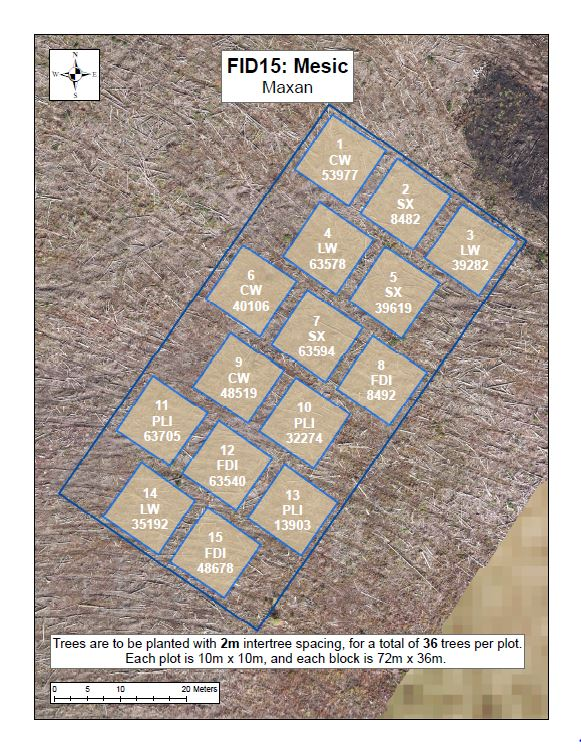 N
W E
S
FID15: Mesic
Maxan
1
CW
53977
2
SX
8482
3
LW
39282
4
LW
63578
5
SX
39619
6
CW
40106
7
SX
63594
8
FDI
8492
9
CW
48519
10
PLI
32274
11
PLI
63705
12
FDI
63540
13
PLI
13903
14
LW
35192
15
FDI
48678
Trees are to be planted with 2m intertree spacing, for a total of 36 trees per plot.
Each plot is 10m x 10m, and each block is 72m x 36m.
0 5 10 20 Meters